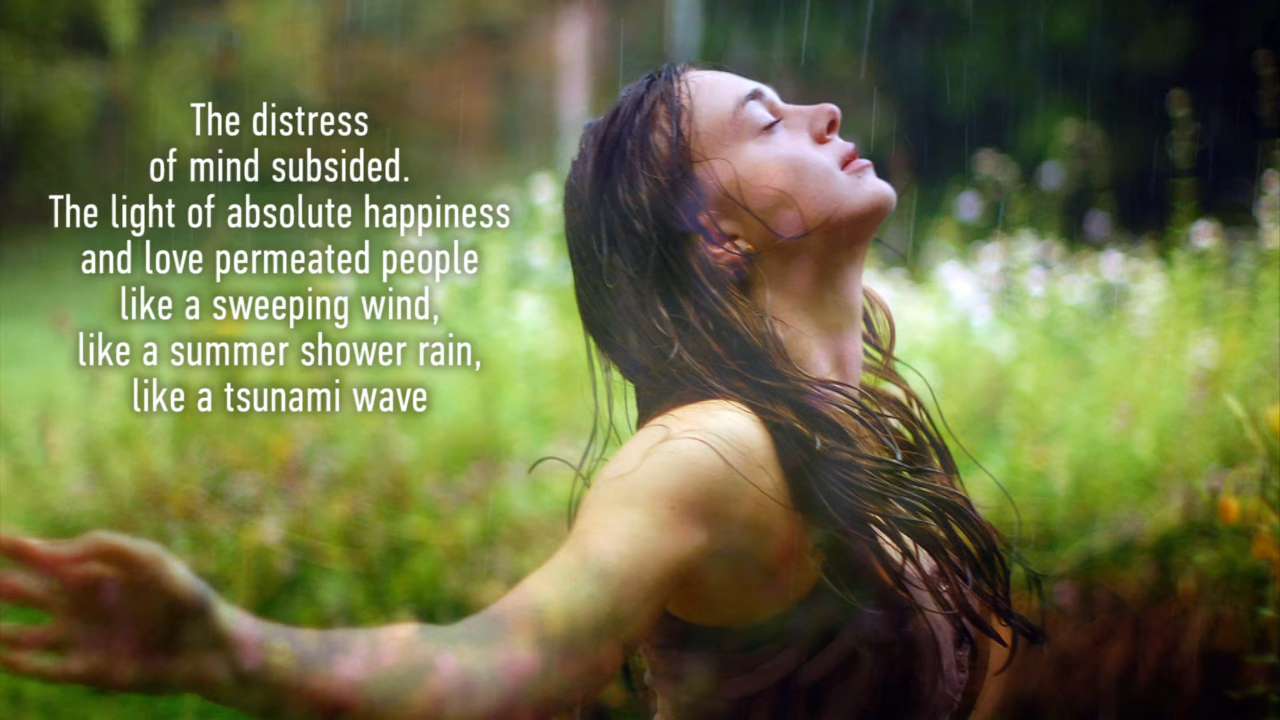 The distress
of mind subsided.
The light of absolute happiness
and love permeated people
like a sweeping wind,
like a summer shower rain,
like a tsunami wave